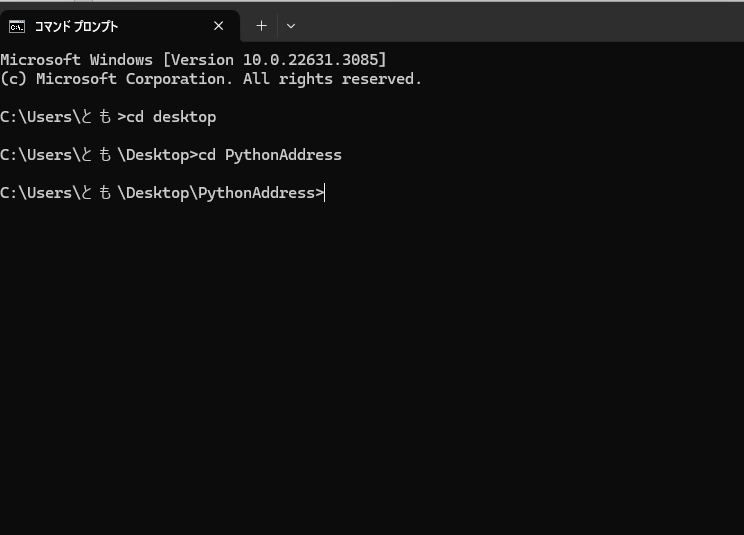 コマンド プロンプト
Microsoft Windows [Version 10.0.22631.3085]
(c) Microsoft Corporation. All rights reserved.
C:\Users\とも>cd desktop
C:\Users\とも\Desktop>cd PythonAddress
C:\Users\とも\Desktop\PythonAddress>